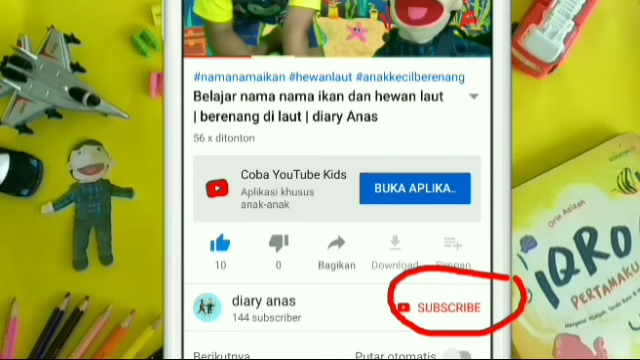 #namanamaikan #hewanlaut #anakkecilberenang
Belajar nama nama ikan dan hewan laut
| berenang di laut | diary Anas
56 x ditonton
Coba YouTube Kids
Aplikasi khusus
anak-anak
BUKA APLIKA..
10
0
Bagikan
Download
Simpan
diary anas
144 subscriber
SUBSCRIBE
Berikutnya
Putar otomatis
Orin Azizah
IQRO
PERTAMAKU